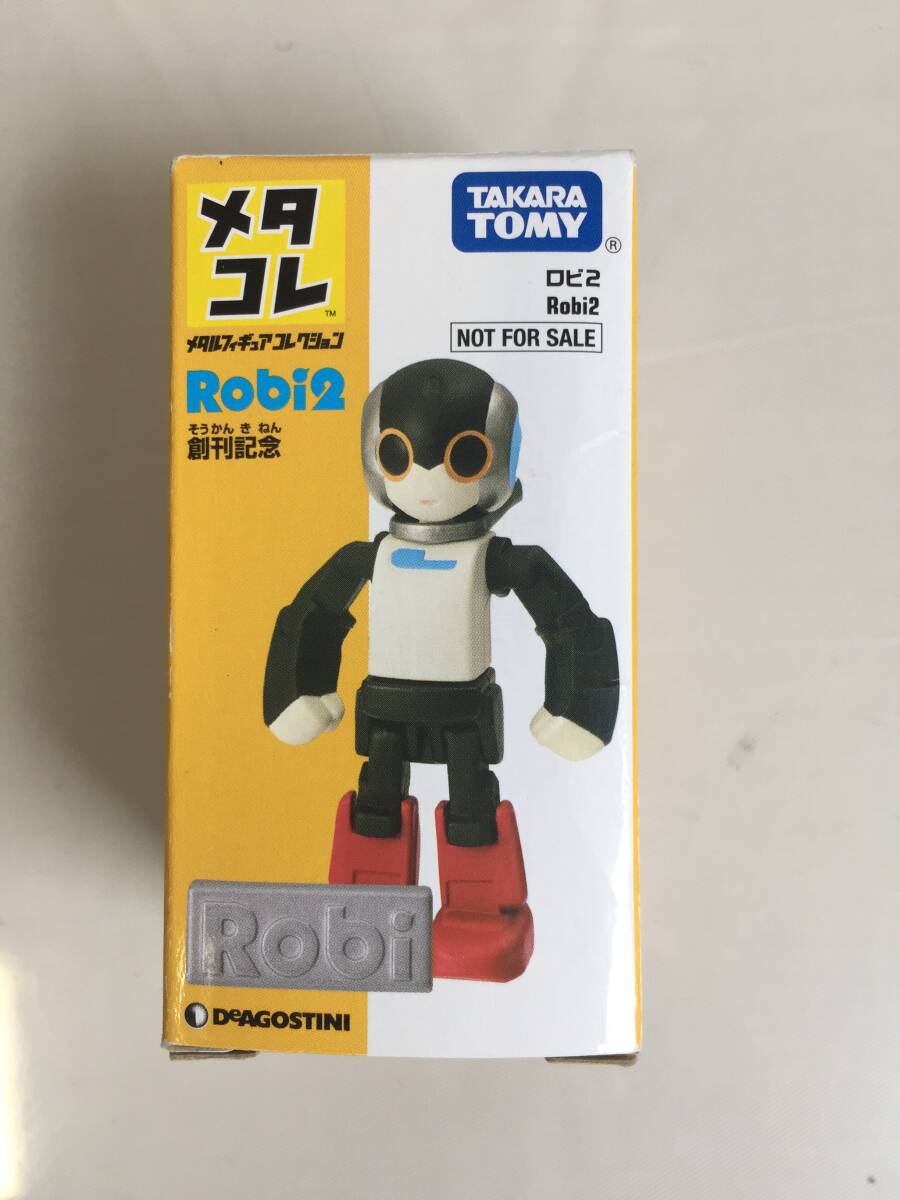 メタ
コレ™
メタルフィギュアコレクション
Robi2
そうかん き ねん
創刊記念
TAKARA
TOMY®
ロビ2
Robi2
NOT FOR SALE
Robi
DeAGOSTINI